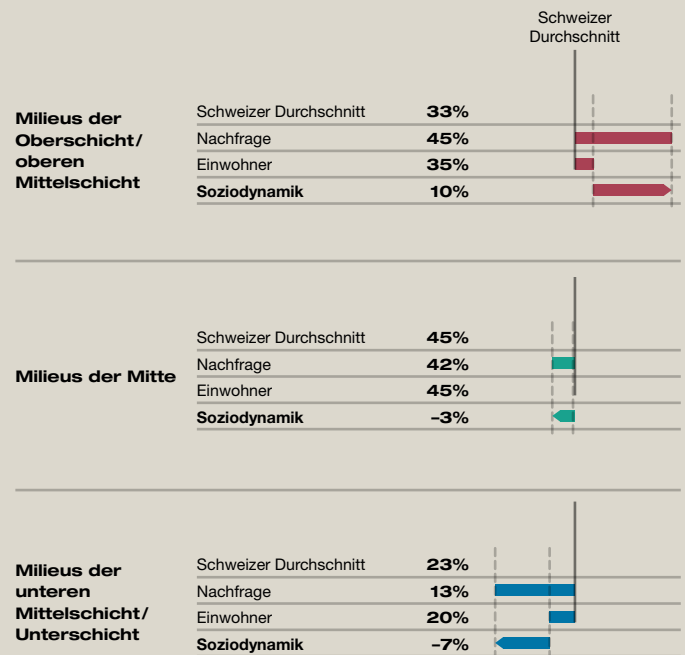 Schweizer
Durchschnitt
Milieus der
Oberschicht/
oberen
Mittelschicht
Schweizer Durchschnitt 33%
Nachfrage 45%
Einwohner 35%
Soziodynamik 10%
Milieus der Mitte
Schweizer Durchschnitt 45%
Nachfrage 42%
Einwohner 45%
Soziodynamik –3%
Milieus der
unteren
Mittelschicht/
Unterschicht
Schweizer Durchschnitt 23%
Nachfrage 13%
Einwohner 20%
Soziodynamik –7%